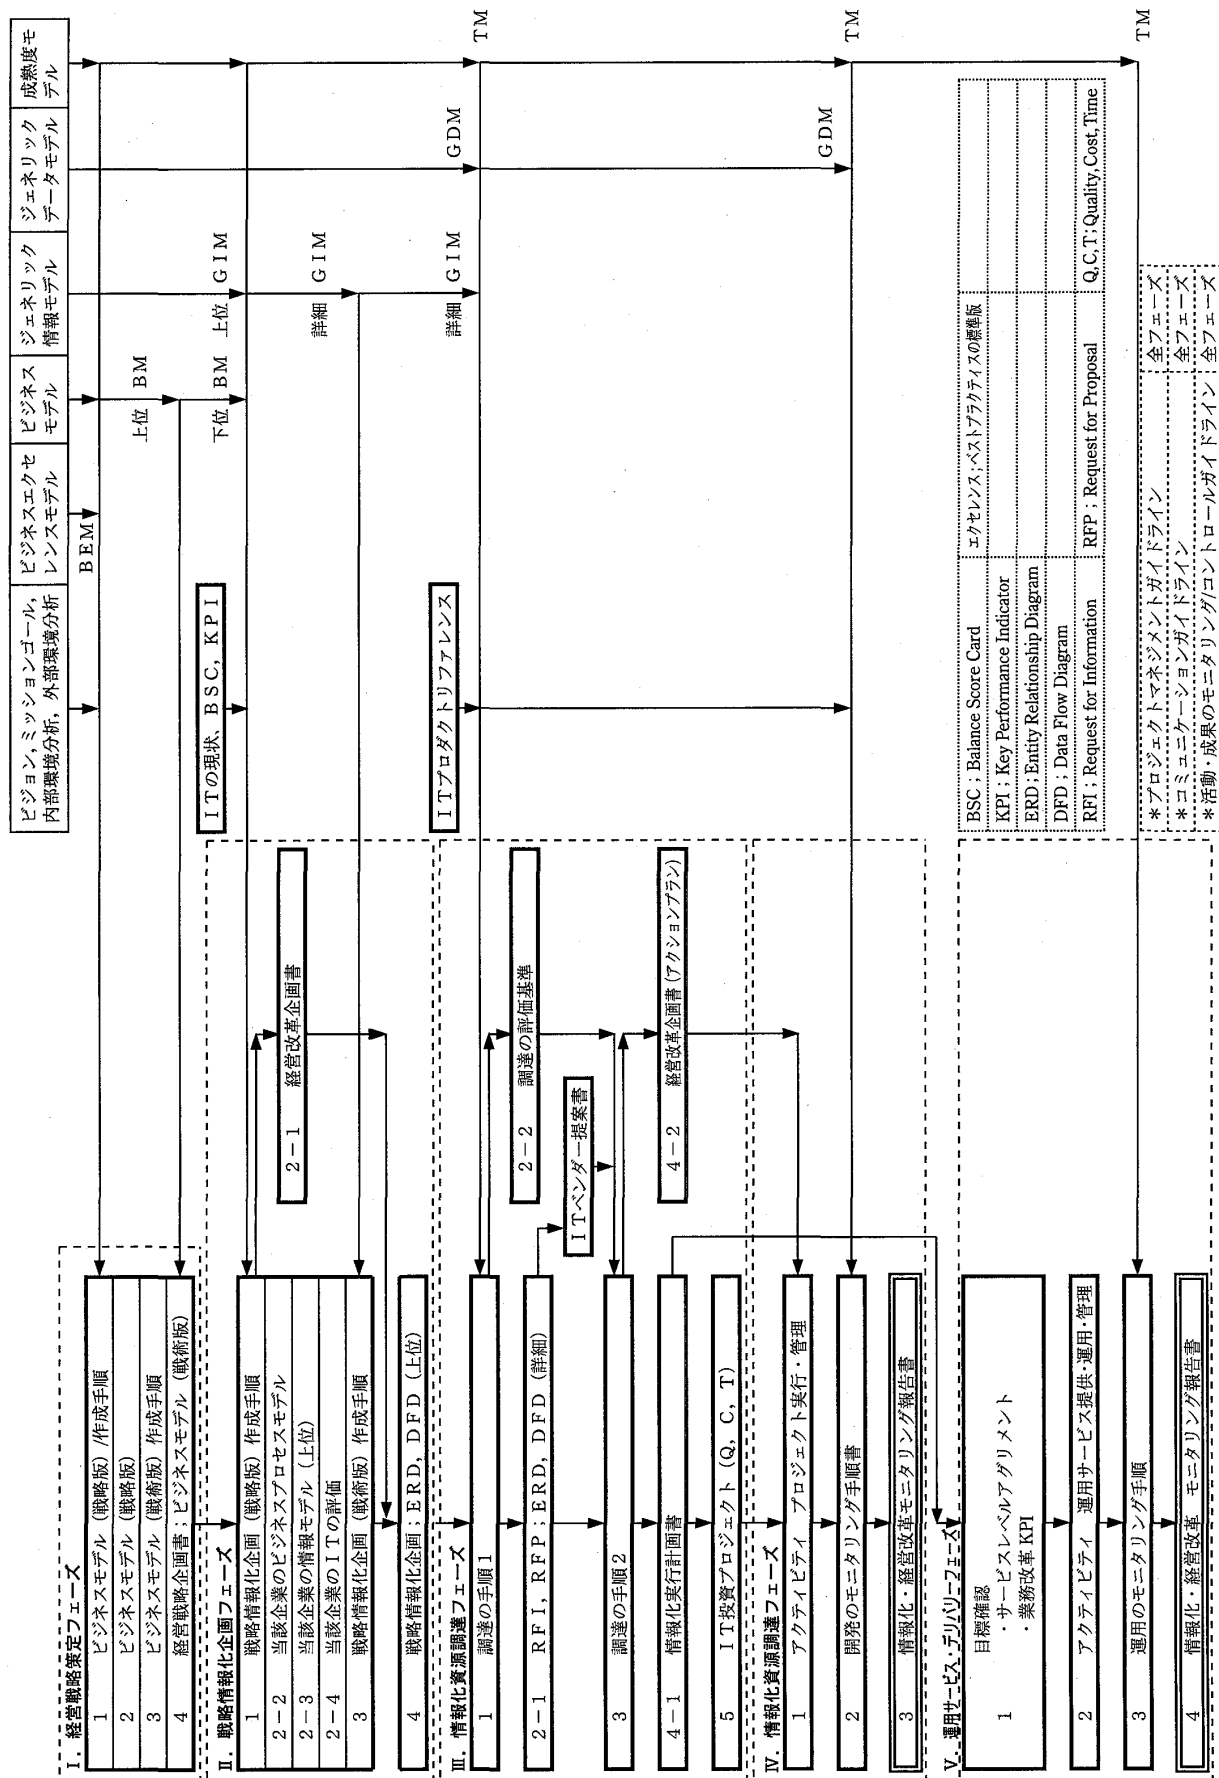 ビジョン,ミッションゴール,
内部環境分析, 外部環境分析
ビジネスエクセ
レンスモデル
ビジネス
モデル
ジェネリック
情報モデル
ジェネリック
データモデル
成熟度モ
デル
BEM
上位 BM
下位 BM
上位 GIM
詳細 GIM
詳細 GIM
GDM
GDM
TM
TM
TM
ITの現状、BSC, KPI
ITプロダクトリファレンス
I. 経営戦略策定フェーズ
1 ビジネスモデル (戦略版) /作成手順
2 ビジネスモデル (戦略版)
3 ビジネスモデル (戦術版) 作成手順
4 経営戦略企画書;ビジネスモデル (戦術版)
II. 戦略情報化企画フェーズ
1 戦略情報化企画 (戦略版) 作成手順
2-2 当該企業のビジネスプロセスモデル
2-3 当該企業の情報モデル (上位)
2-4 当該企業のITの評価
3 戦略情報化企画 (戦術版) 作成手順
4 戦略情報化企画;ERD, DFD (上位)
2-1 経営改革企画書
III. 情報化資源調達フェーズ
1 調達の手順1
2-1 RFI, RFP;ERD, DFD (詳細)
3 調達の手順2
4-1 情報化実行計画書
5 IT投資プロジェクト (Q, C, T)
2-2 調達の評価基準
ITベンダー提案書
4-2 経営改革企画書 (アクションプラン)
IV. 情報化資源調達フェーズ
1 アクティビティ プロジェクト実行・管理
2 開発のモニタリング手順書
3 情報化・経営改革モニタリング報告書
V. 運用サービス・デリバリーフェーズ
1 目標確認
・サービスレベルアグリメント
・業務改革KPI
2 アクティビティ 運用サービス提供・運用・管理
3 運用のモニタリング手順
4 情報化・経営改革 モニタリング報告書
BSC ; Balance Score Card
エクセレンス;ベストプラクティスの標準版
KPI ; Key Performance Indicator
ERD ; Entity Relationship Diagram
DFD ; Data Flow Diagram
RFI ; Request for Information
RFP ; Request for Proposal
Q,C,T ; Quality,Cost,Time
*プロジェクトマネジメントガイドライン 全フェーズ
*コミュニケーションガイドライン 全フェーズ
*活動・成果のモニタリング/コントロールガイドライン 全フェーズ